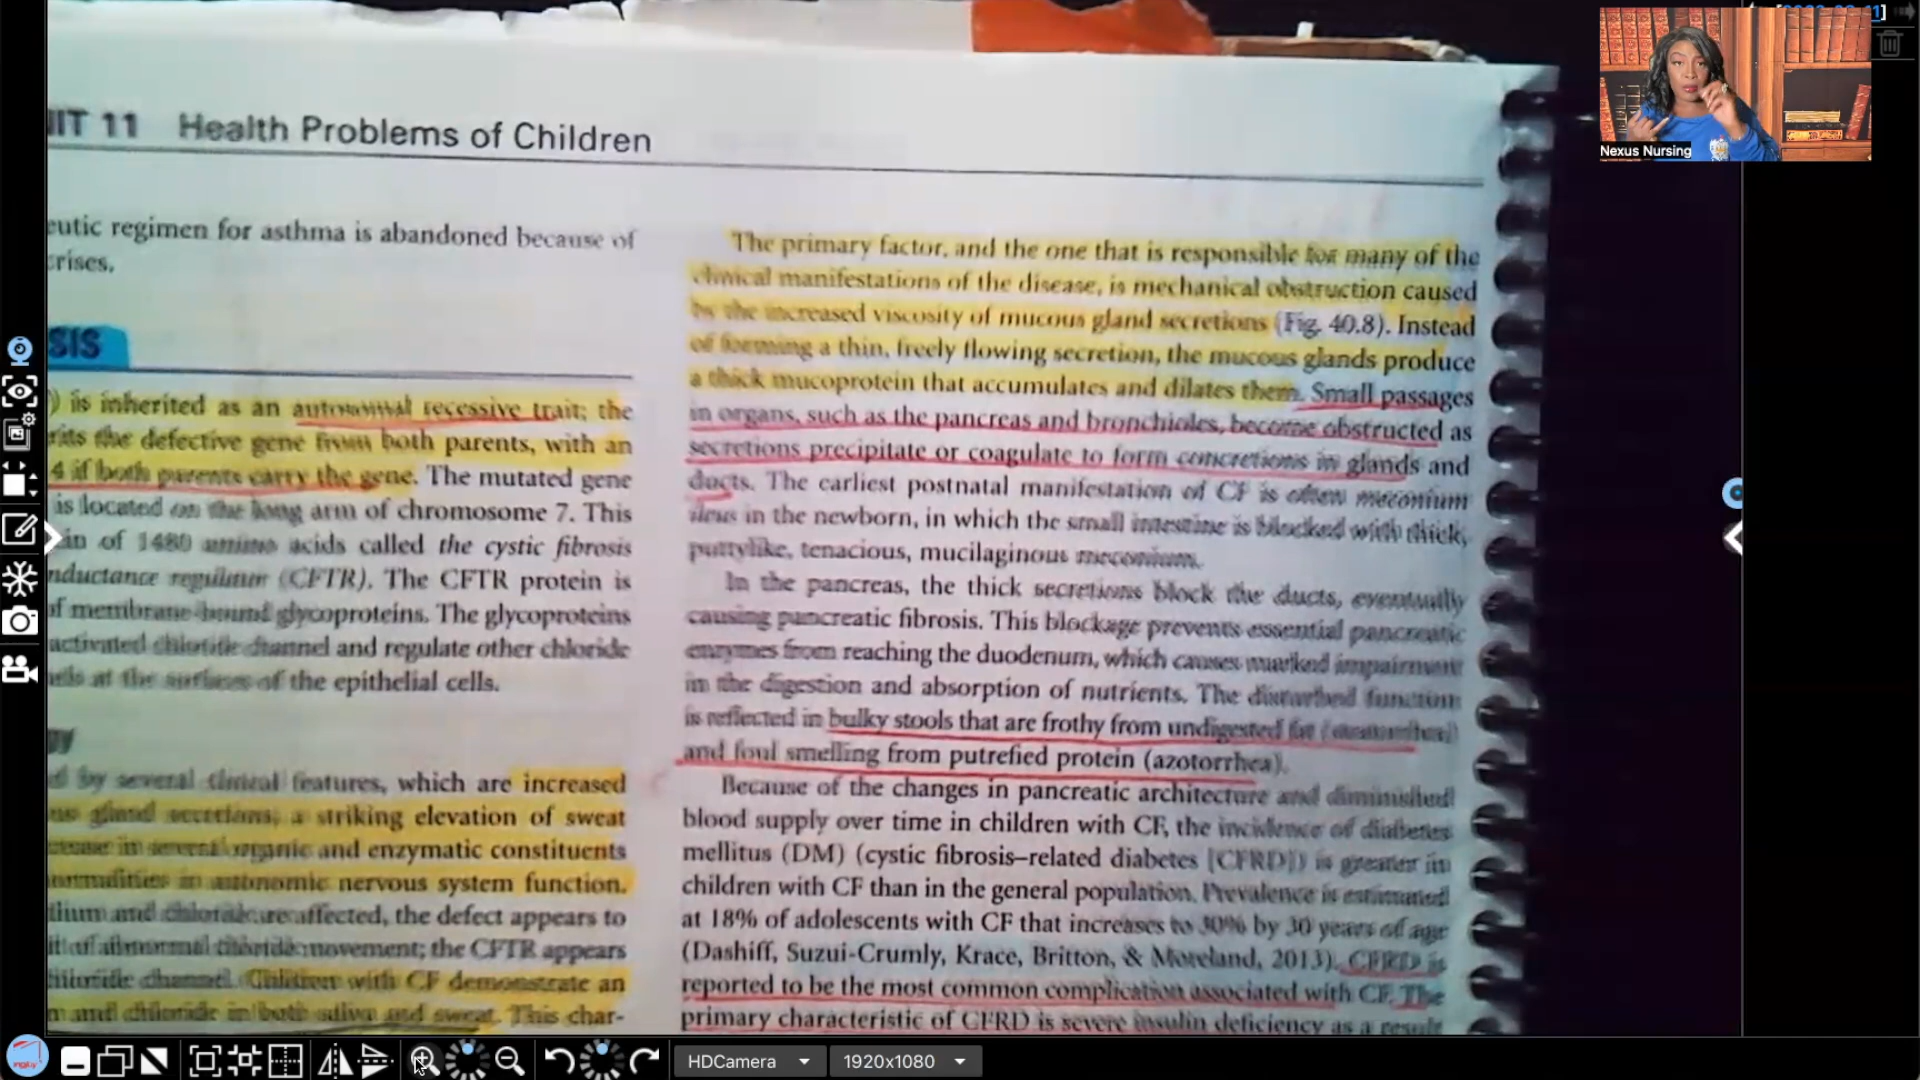 NIT 11 Health Problems of Children
eutic regimen for asthma is abandoned because of
crises.
SIS
) is inherited as an autosomal recessive trait; the
rits the defective gene from both parents, with an
4 if both parents carry the gene. The mutated gene
is located on the long arm of chromosome 7. This
ain of 1480 amino acids called the cystic fibrosis
nductance regulator (CFTR). The CFTR protein is
of membrane-bound glycoproteins. The glycoproteins
activated chloride channel and regulate other chloride
nels at the surfaces of the epithelial cells.
gy
d by several clinical features, which are increased
us gland secretions, a striking elevation of sweat
crease in several organic and enzymatic constituents
normalities in autonomic nervous system function.
dium and chloride are affected, the defect appears to
lt of abnormal chloride movement; the CFTR appears
hloride channel. Children with CF demonstrate an
m and chloride in both saliva and sweat. This char-
The primary factor, and the one that is responsible for many of the
clinical manifestations of the disease, is mechanical obstruction caused
by the increased viscosity of mucous gland secretions (Fig. 40.8). Instead
of forming a thin, freely flowing secretion, the mucous glands produce
a thick mucoprotein that accumulates and dilates them. Small passages
in organs, such as the pancreas and bronchioles, become obstructed as
secretions precipitate or coagulate to form concretions in glands and
ducts. The earliest postnatal manifestation of CF is often meconium
ileus in the newborn, in which the small intestine is blocked with thick,
puttylike, tenacious, mucilaginous meconium.
In the pancreas, the thick secretions block the ducts, eventually
causing pancreatic fibrosis. This blockage prevents essential pancreatic
enzymes from reaching the duodenum, which causes marked impairment
in the digestion and absorption of nutrients. The disturbed function
is reflected in bulky stools that are frothy from undigested fat (steatorrhea)
and foul smelling from putrefied protein (azotorrhea).
Because of the changes in pancreatic architecture and diminished
blood supply over time in children with CF, the incidence of diabetes
mellitus (DM) (cystic fibrosis–related diabetes [CFRD]) is greater in
children with CF than in the general population. Prevalence is estimated
at 18% of adolescents with CF that increases to 30% by 30 years of age
(Dashiff, Suzui-Crumly, Krace, Britton, & Moreland, 2013). CFRD is
reported to be the most common complication associated with CF. The
primary characteristic of CFRD is severe insulin deficiency as a result
Nexus Nursing
HDCamera
1920x1080